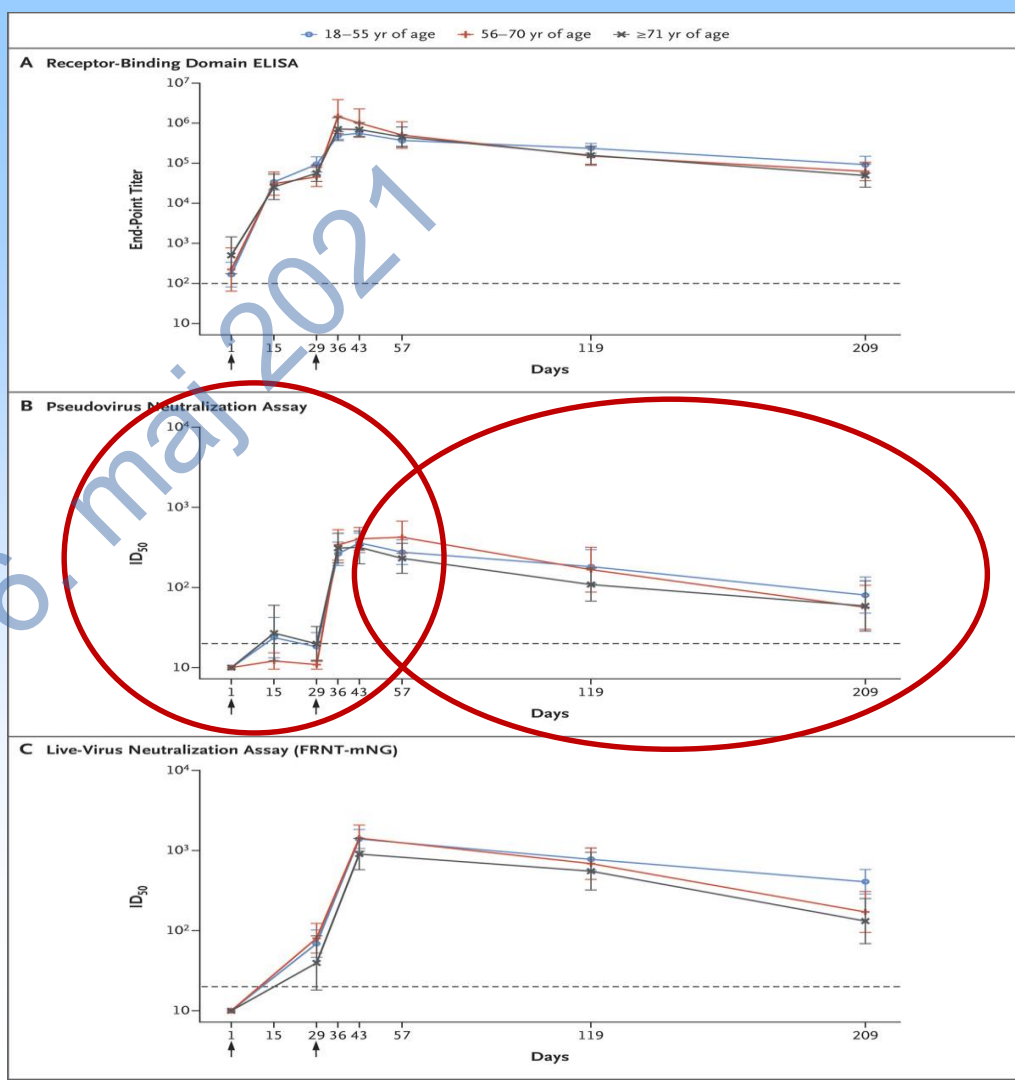 18–55 yr of age 56–70 yr of age ≥71 yr of age
A Receptor-Binding Domain ELISA
10⁷
10⁶
10⁵
10⁴
10³
10²
10
End-Point Titer
1 15 29 36 43 57 119 209
Days
B Pseudovirus Neutralization Assay
10⁴
10³
10²
10
ID₅₀
1 15 29 36 43 57 119 209
Days
C Live-Virus Neutralization Assay (FRNT-mNG)
10⁴
10³
10²
10
ID₅₀
1 15 29 36 43 57 119 209
Days
6. maj 2021